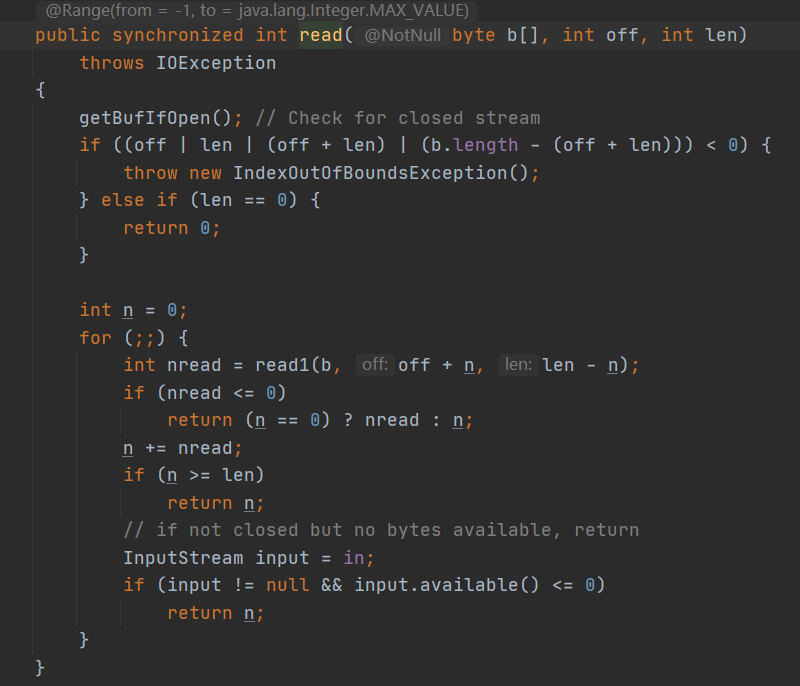 @Range(from = -1, to = java.lang.Integer.MAX_VALUE)
public synchronized int read( @NotNull byte b[], int off, int len)
throws IOException
{
getBufIfOpen(); // Check for closed stream
if ((off | len | (off + len) | (b.length - (off + len))) < 0) {
throw new IndexOutOfBoundsException();
} else if (len == 0) {
return 0;
}
int n = 0;
for (;;) {
int nread = read1(b, off: off + n, len: len - n);
if (nread <= 0)
return (n == 0) ? nread : n;
n += nread;
if (n >= len)
return n;
// if not closed but no bytes available, return
InputStream input = in;
if (input != null && input.available() <= 0)
return n;
}
}